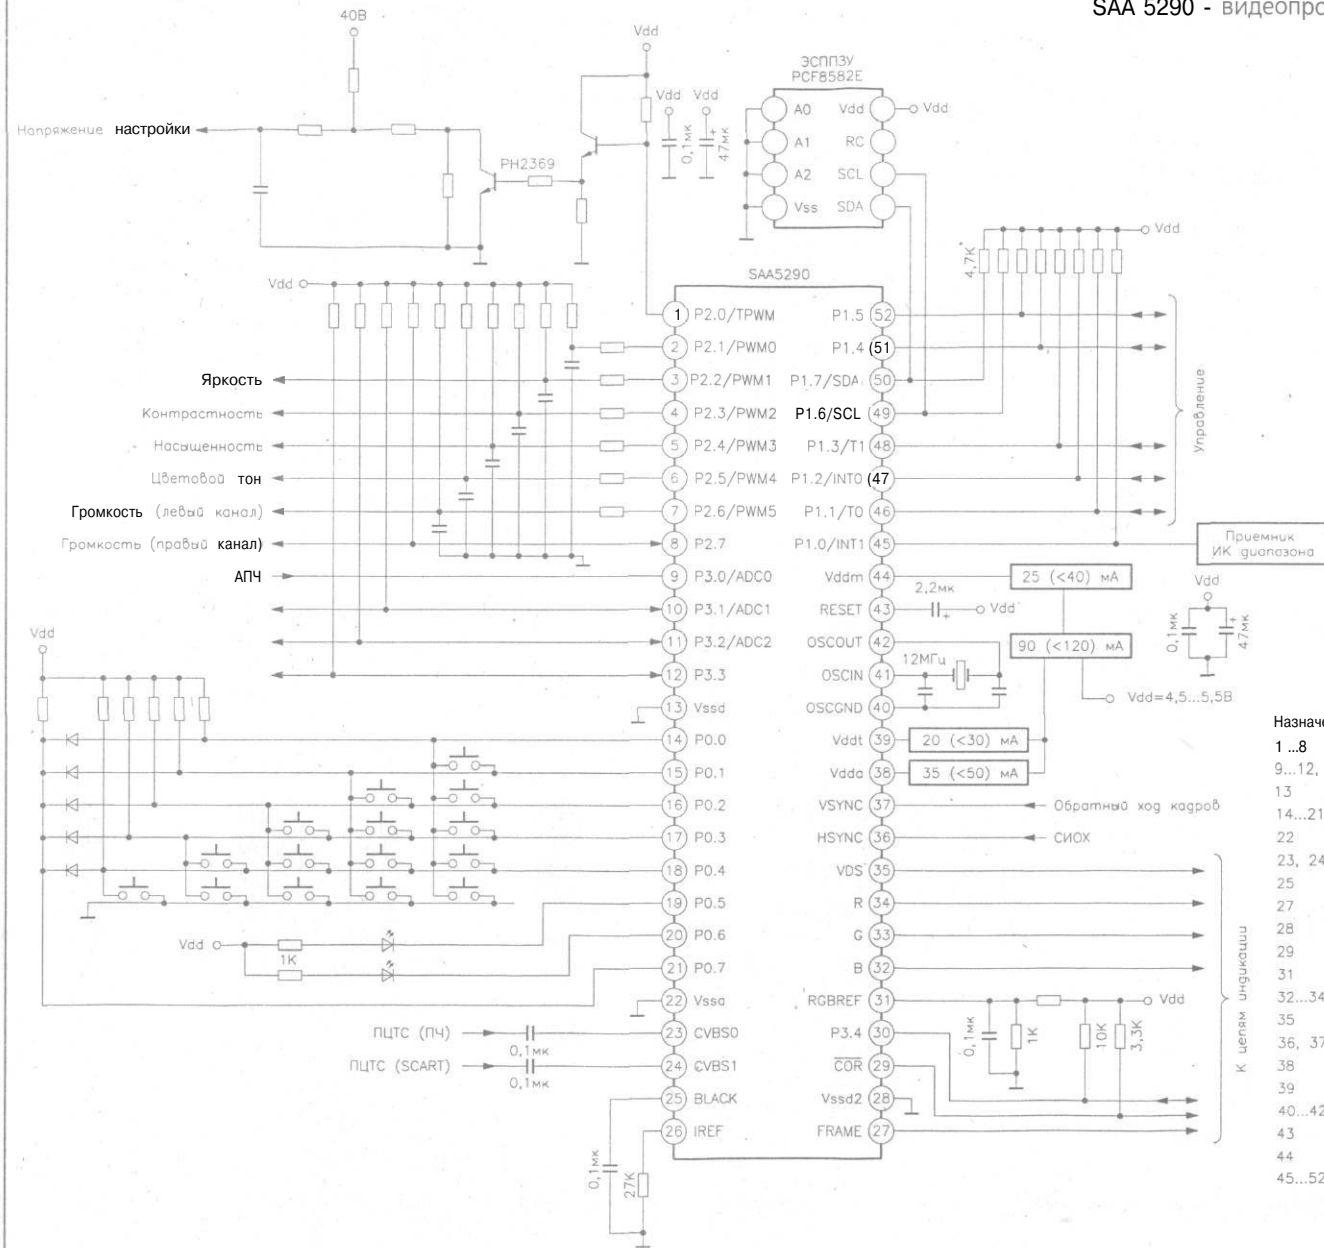 SAA 5290 - видеопро
40В
Vdd
ЭСППЗУ
PCF8582E
Напряжение настройки
PH2369
Vdd
0,1мк
Vdd
47мк
+
A0
A1
A2
Vss
Vdd
RC
SCL
SDA
Vdd
Vdd
4,7K*
Vdd
SAA5290
1 P2.0/TPWM
2 P2.1/PWM0
3 P2.2/PWM1
4 P2.3/PWM2
5 P2.4/PWM3
6 P2.5/PWM4
7 P2.6/PWM5
8 P2.7
9 P3.0/ADC0
10 P3.1/ADC1
11 P3.2/ADC2
12 P3.3
13 Vssd
14 P0.0
15 P0.1
16 P0.2
17 P0.3
18 P0.4
19 P0.5
20 P0.6
21 P0.7
22 Vssa
23 CVBS0
24 CVBS1
25 BLACK
26 IREF
P1.5 52
P1.4 (51)
P1.7/SDA 50
P1.6/SCL 49
P1.3/T1 48
P1.2/INT0 (47
P1.1/T0 46
P1.0/INT1 45
Vddm 44
RESET 43
OSCOUT 42
OSCIN 41
OSCGND 40
Vddt 39
Vdda 38
VSYNC 37
HSYNC 36
VDS 35
R 34
G 33
B 32
RGBREF 31
P3.4 30
COR 29
Vssd2 28
FRAME 27
Яркость
Контрастность
Насыщенность
Цветовой тон
Громкость (левый канал)
Громкость (правый канал)
АПЧ
Управление
Приемник
ИК диапазона
25 (<40) мА
2,2мк
+
Vdd
90 (<120) мА
12МГц
Vdd=4,5...5,5В
Vdd
0,1мк
+
47мк
20 (<30) мА
35 (<50) мА
Обратный ход кадров
СИОХ
Vdd
Vdd
1K
ПЦТС (ПЧ)
0,1мк
ПЦТС (SCART)
0,1мк
0,1мк
27K
0,1мк
1K
10K
3,3K
Vdd
К цепям индикации
Назначе
1 ...8
9...12,
13
14...21
22
23, 24
25
27
28
29
31
32...34
35
36, 37
38
39
40...42
43
44
45...52